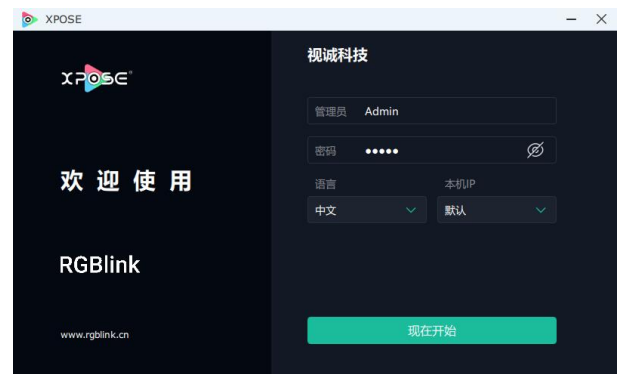 XPOSE
XPOSE
欢迎使用
RGBlink
www.rgblink.cn
视诚科技
管理员 Admin
密码 •••••
语言 本机IP
中文 默认
现在开始